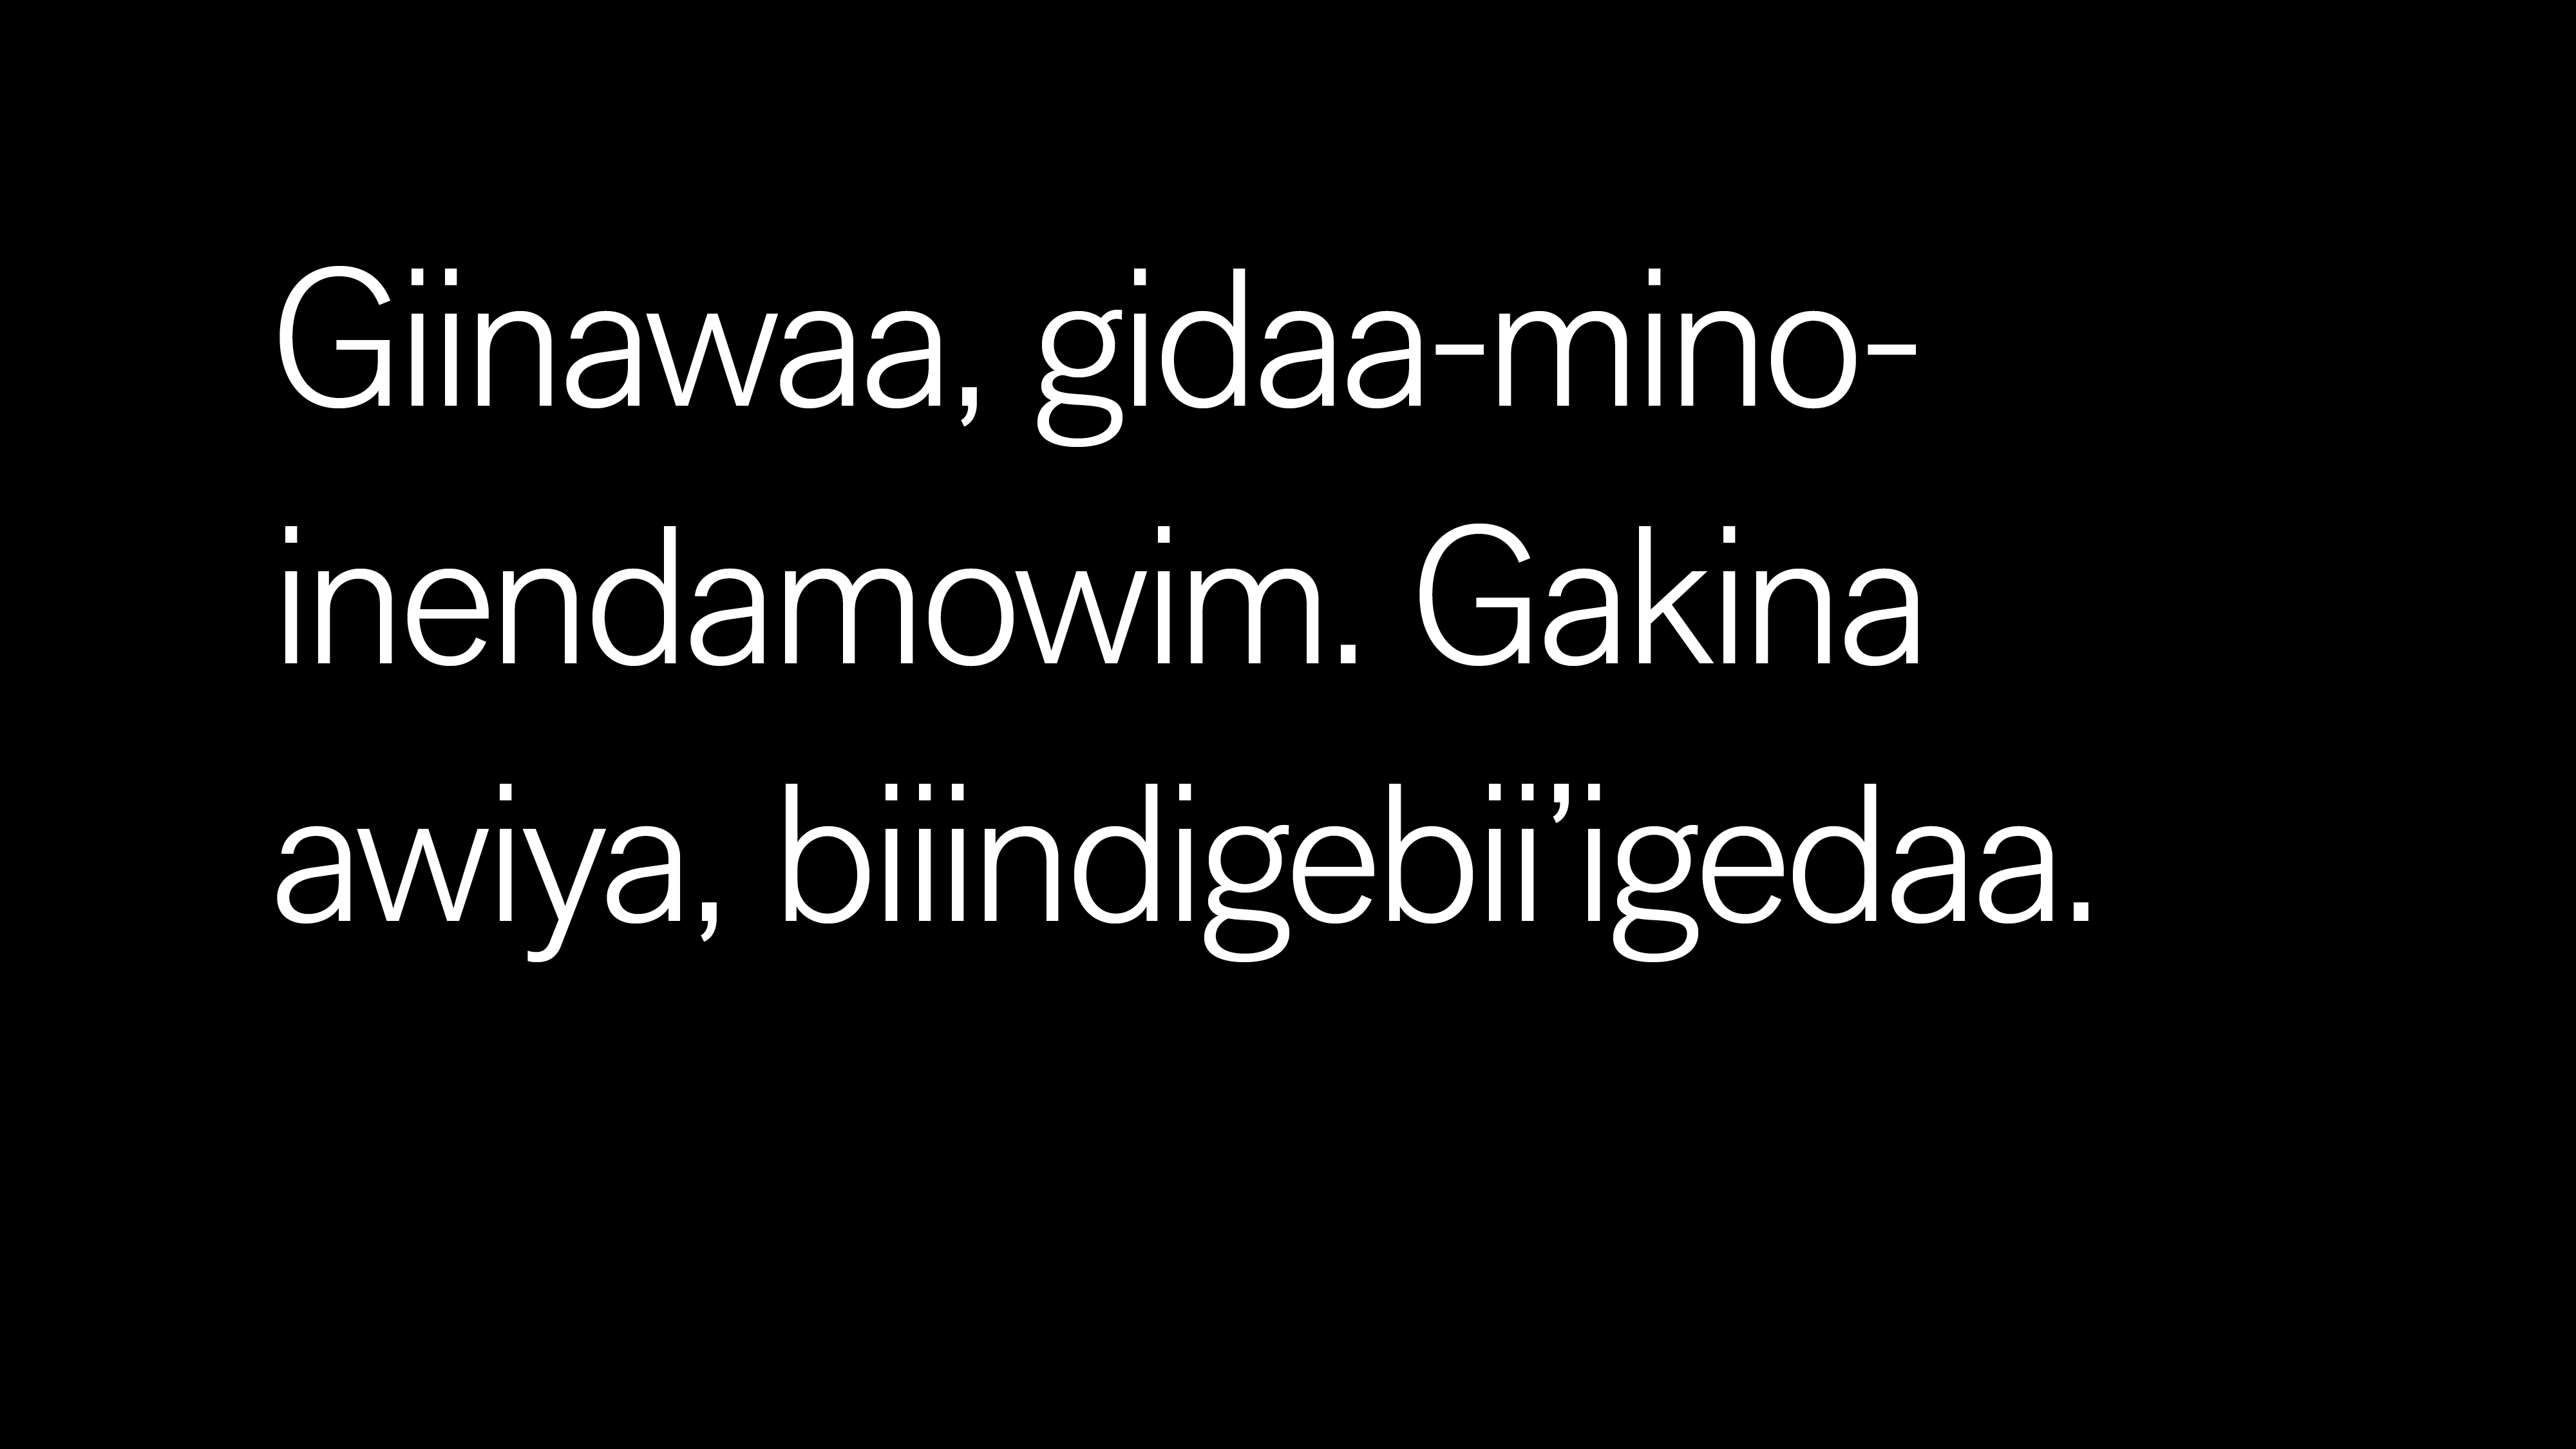 Giinawaa, gidaa-mino-
inendamowim. Gakina
awiya, biiindigebii’igedaa.